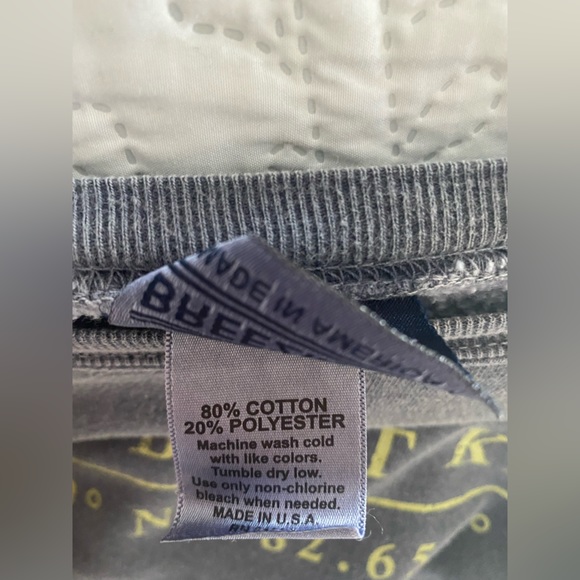 MADE IN AMERICA
80% COTTON
20% POLYESTER
Machine wash cold
with like colors.
Tumble dry low.
Use only non-chlorine
bleach when needed.
MADE IN U.S.A.